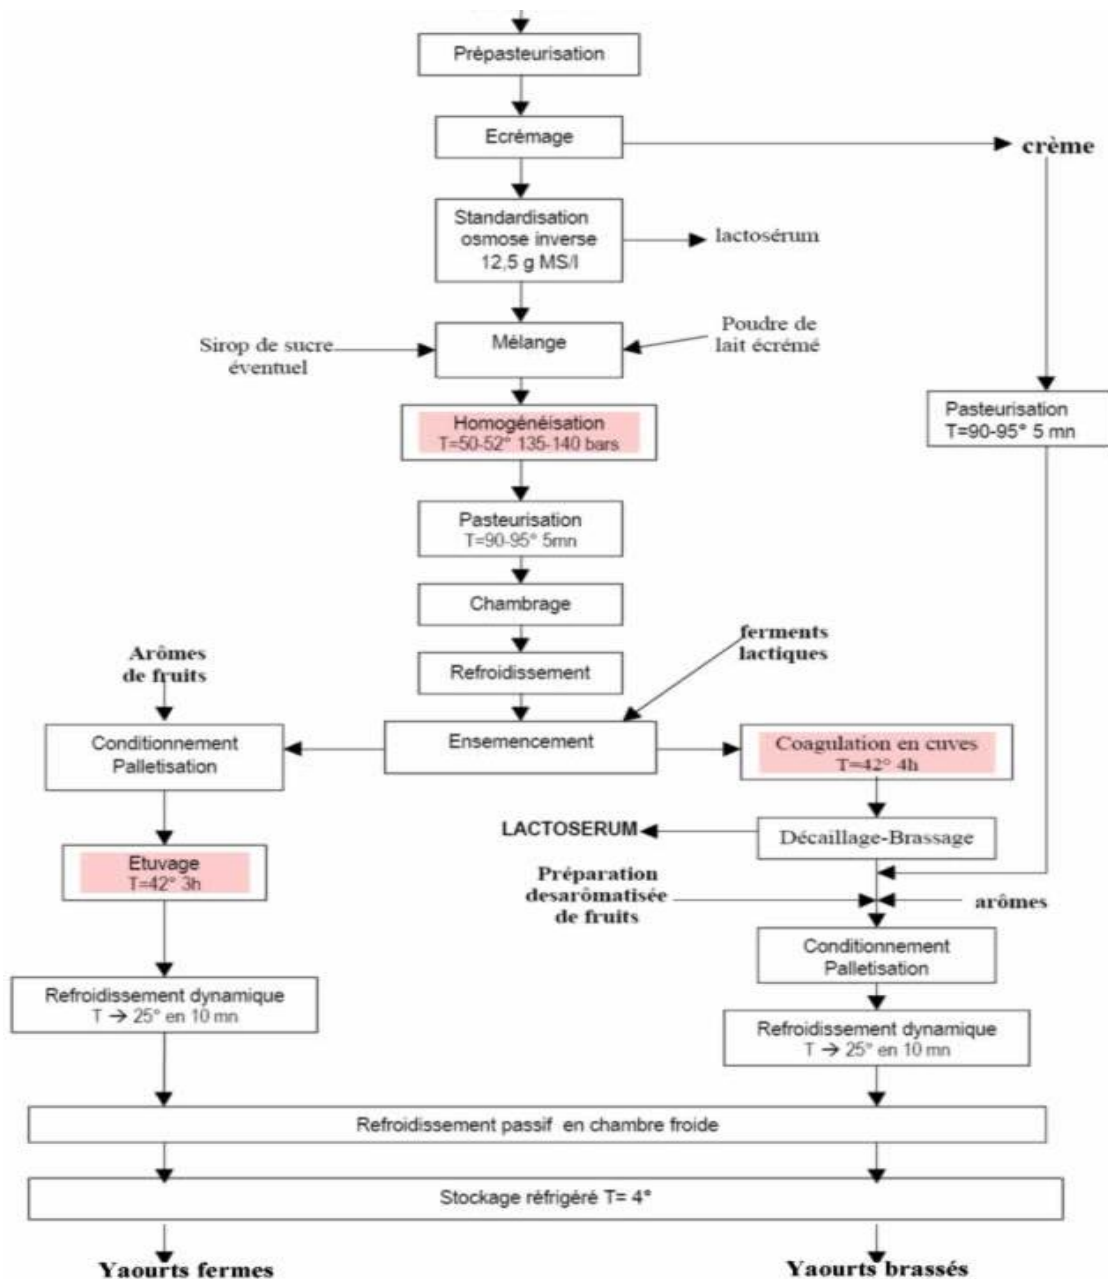 Prépasteurisation
Ecrémage
crème
Standardisation
osmose inverse
12,5 g MS/l
lactosérum
Sirop de sucre
éventuel
Mélange
Poudre de
lait écrémé
Homogénéisation
T=50-52° 135-140 bars
Pasteurisation
T=90-95° 5 mn
Pasteurisation
T=90-95° 5mn
Chambrage
Arômes
de fruits
Refroidissement
ferments
lactiques
Conditionnement
Palletisation
Ensemencement
Coagulation en cuves
T=42° 4h
LACTOSERUM
Décaillage-Brassage
Etuvage
T=42° 3h
Préparation
desarômatisée
de fruits
arômes
Conditionnement
Palletisation
Refroidissement dynamique
T → 25° en 10 mn
Refroidissement dynamique
T → 25° en 10 mn
Refroidissement passif en chambre froide
Stockage réfrigéré T= 4°
Yaourts fermes
Yaourts brassés